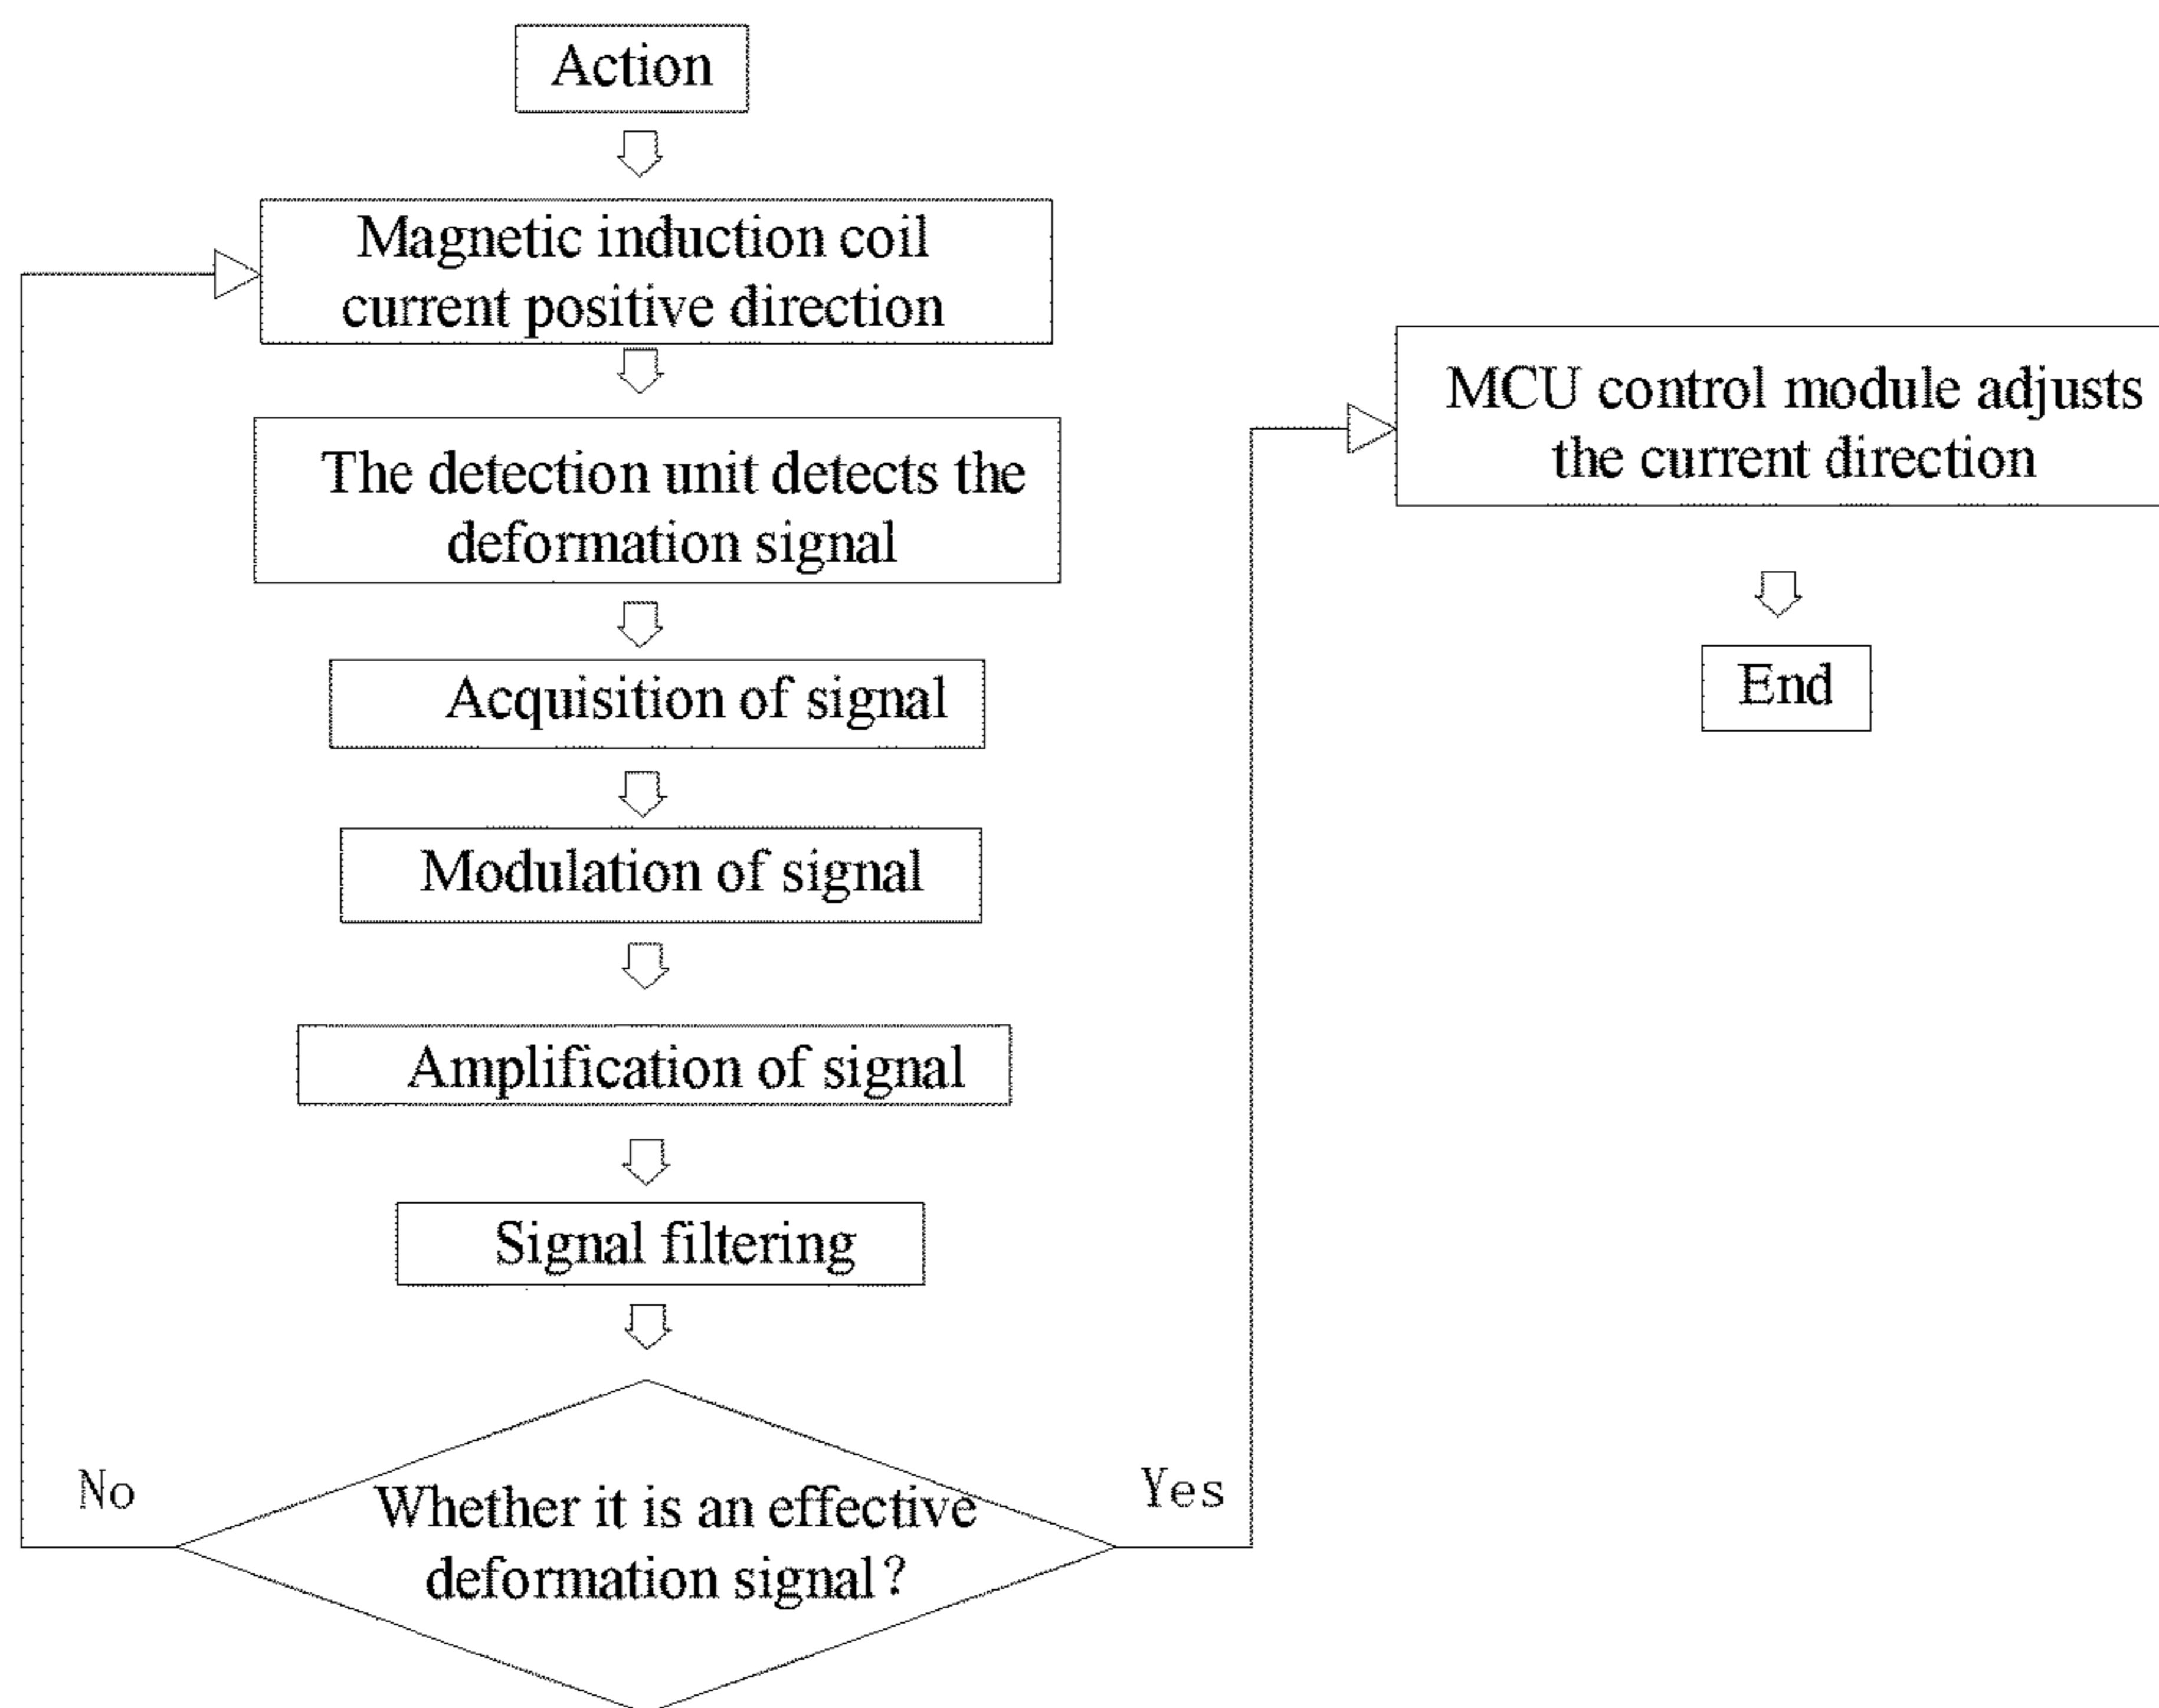 Action
Magnetic induction coil
current positive direction
The detection unit detects the
deformation signal
Acquisition of signal
Modulation of signal
Amplification of signal
Signal filtering
Whether it is an effective
deformation signal?
No
Yes
MCU control module adjusts
the current direction
End